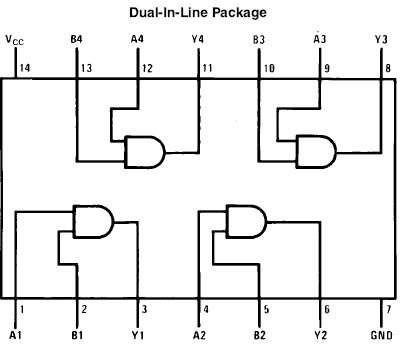 Dual-In-Line Package
VCC B4 A4 Y4 B3 A3 Y3
14 13 12 11 10 9 8
1 2 3 4 5 6 7
A1 B1 Y1 A2 B2 Y2 GND